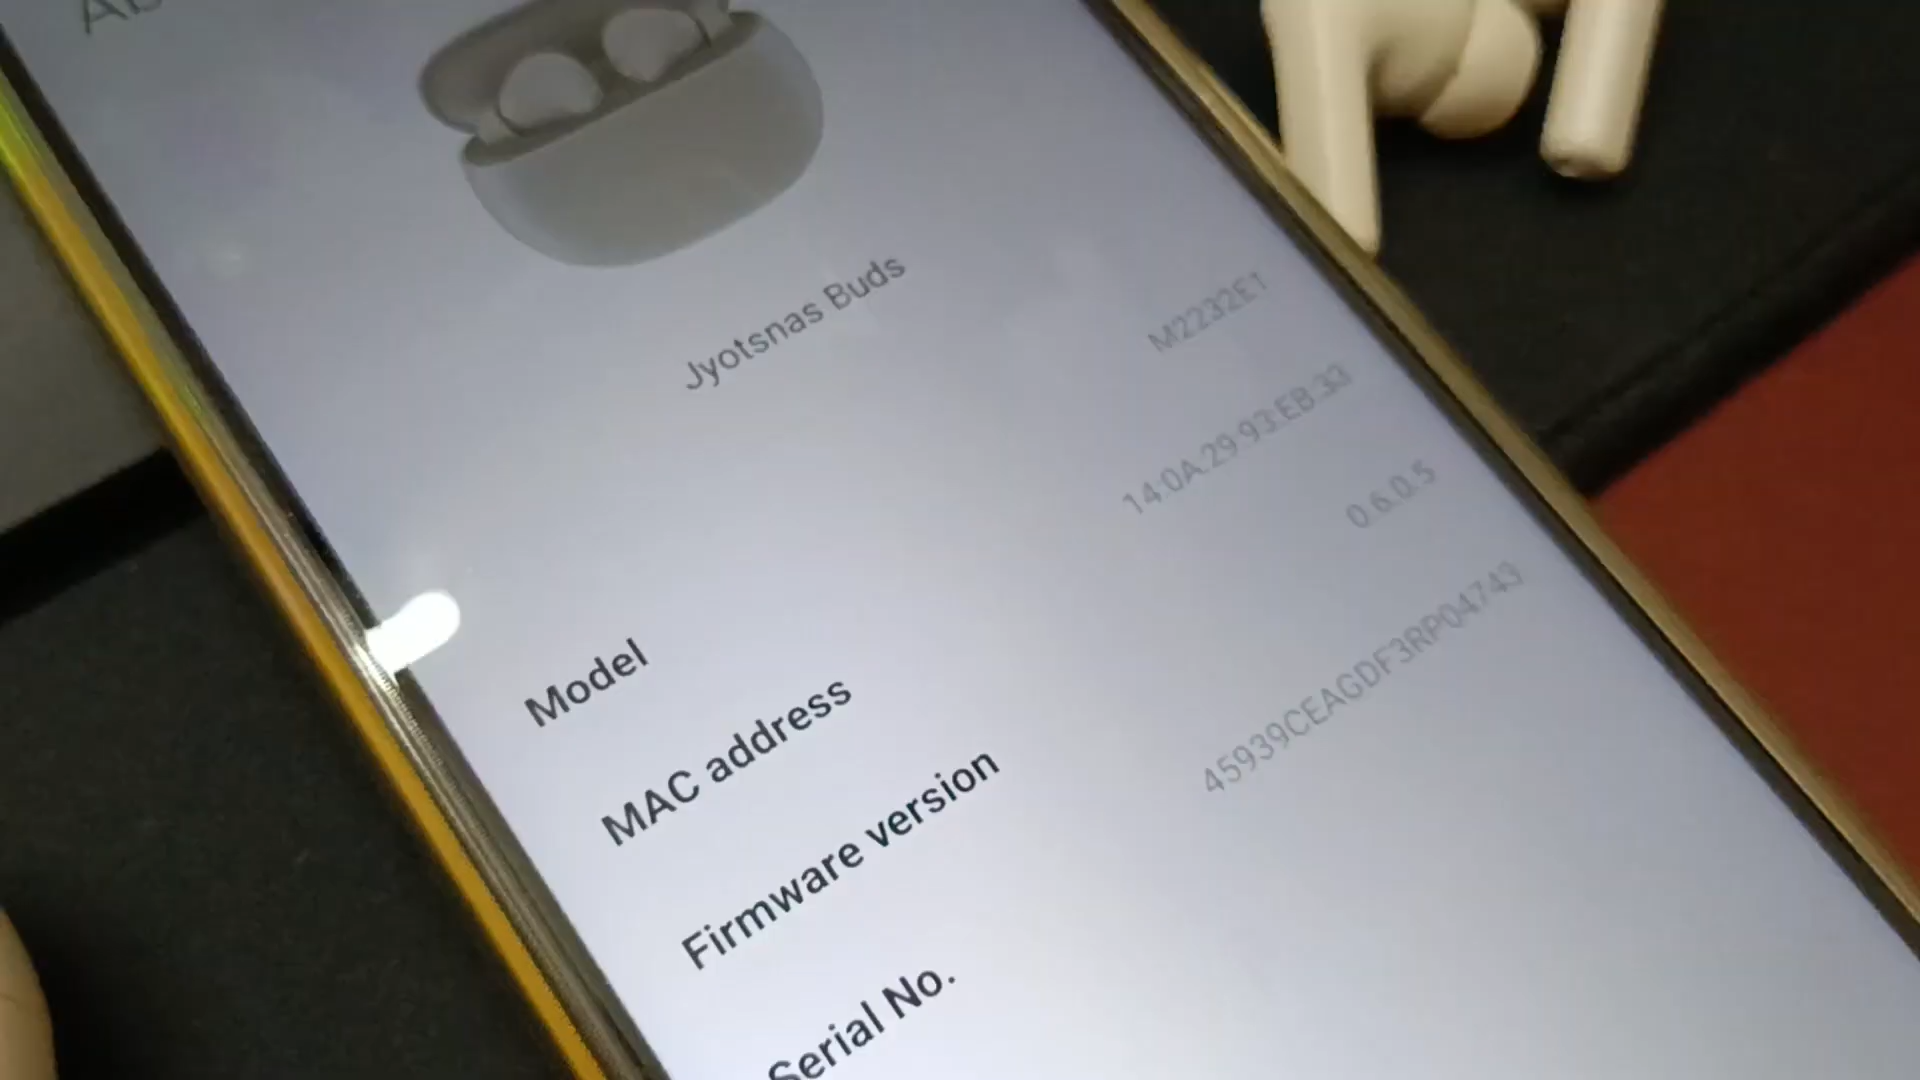 Ab
Jyotsnas Buds
Model
M2232E1
MAC address
14:0A:29:93:EB:33
Firmware version
0.6.0.5
Serial No.
45939CEAGDF3RP04743